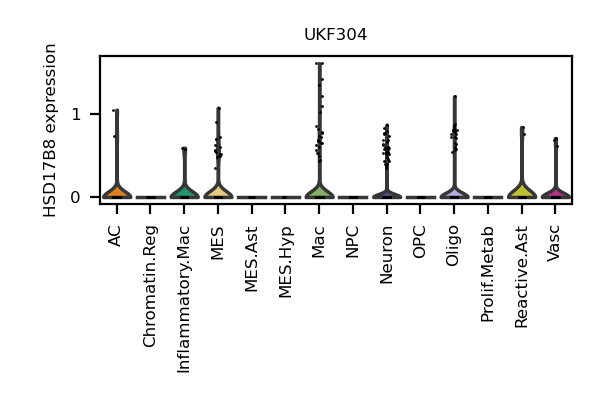 UKF304
HSD17B8 expression
1
0
AC
Chromatin.Reg
Inflammatory.Mac
MES
MES.Ast
MES.Hyp
Mac
NPC
Neuron
OPC
Oligo
Prolif.Metab
Reactive.Ast
Vasc